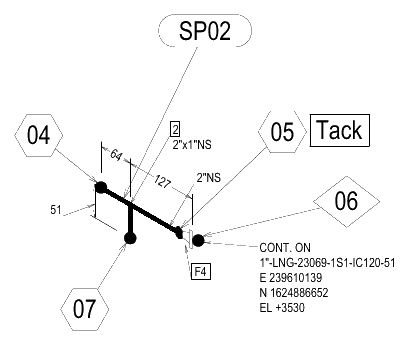 SP02
04
05
Tack
2
2"x1"NS
64
127
2"NS
06
51
F4
07
CONT. ON
1"-LNG-23069-1S1-IC120-51
E 239610139
N 1624886652
EL +3530